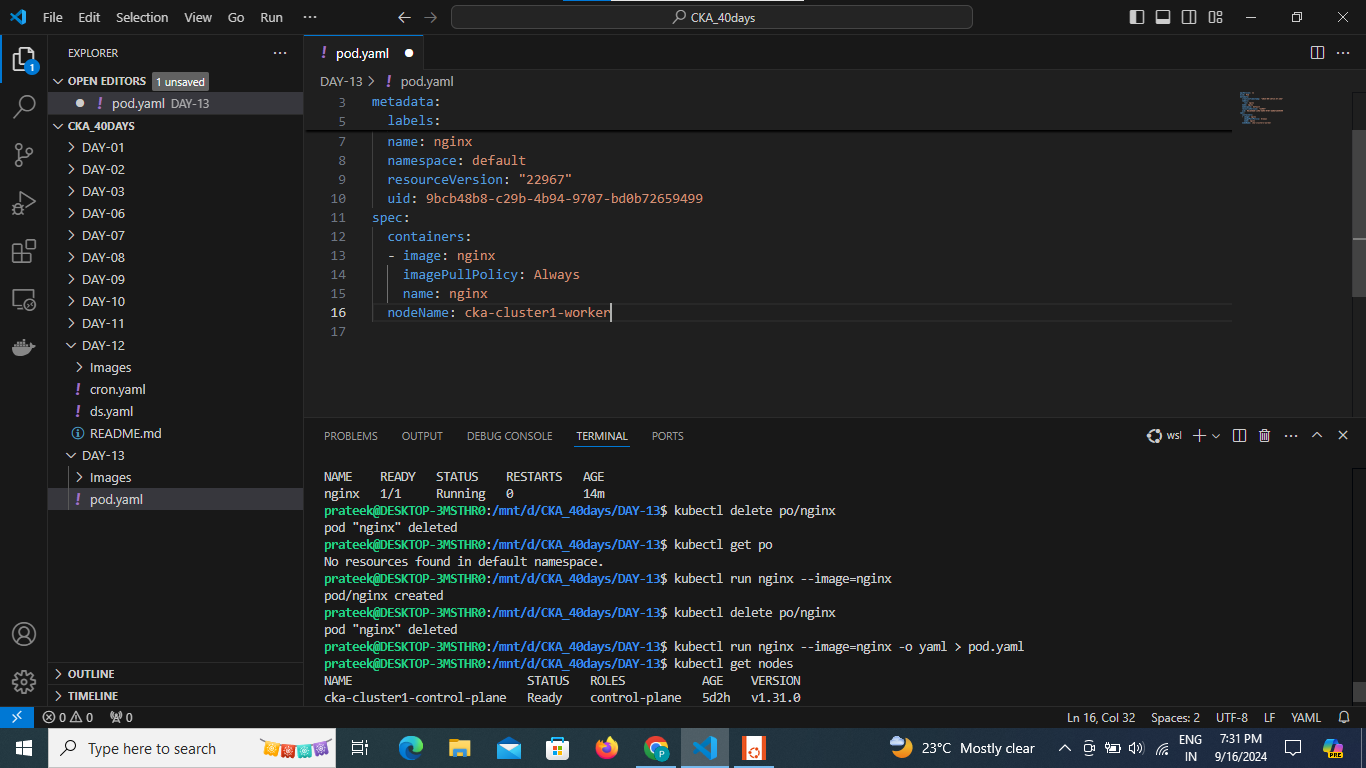 File Edit Selection View Go Run ···
CKA_40days
EXPLORER
OPEN EDITORS 1 unsaved
! pod.yaml DAY-13
CKA_40DAYS
DAY-01
DAY-02
DAY-03
DAY-06
DAY-07
DAY-08
DAY-09
DAY-10
DAY-11
DAY-12
Images
! cron.yaml
! ds.yaml
README.md
DAY-13
Images
! pod.yaml
OUTLINE
TIMELINE
1
! pod.yaml
DAY-13 > ! pod.yaml
3 metadata:
5 labels:
7 name: nginx
8 namespace: default
9 resourceVersion: "22967"
10 uid: 9bcb48b8-c29b-4b94-9707-bd0b72659499
11 spec:
12 containers:
13 - image: nginx
14 imagePullPolicy: Always
15 name: nginx
16 nodeName: cka-cluster1-worker
17
PROBLEMS OUTPUT DEBUG CONSOLE TERMINAL PORTS
wsl
NAME READY STATUS RESTARTS AGE
nginx 1/1 Running 0 14m
prateek@DESKTOP-3MSTHR0:/mnt/d/CKA_40days/DAY-13$ kubectl delete po/nginx
pod "nginx" deleted
prateek@DESKTOP-3MSTHR0:/mnt/d/CKA_40days/DAY-13$ kubectl get po
No resources found in default namespace.
prateek@DESKTOP-3MSTHR0:/mnt/d/CKA_40days/DAY-13$ kubectl run nginx --image=nginx
pod/nginx created
prateek@DESKTOP-3MSTHR0:/mnt/d/CKA_40days/DAY-13$ kubectl delete po/nginx
pod "nginx" deleted
prateek@DESKTOP-3MSTHR0:/mnt/d/CKA_40days/DAY-13$ kubectl run nginx --image=nginx -o yaml > pod.yaml
prateek@DESKTOP-3MSTHR0:/mnt/d/CKA_40days/DAY-13$ kubectl get nodes
NAME STATUS ROLES AGE VERSION
cka-cluster1-control-plane Ready control-plane 5d2h v1.31.0
0 0 0
Ln 16, Col 32 Spaces: 2 UTF-8 LF YAML
Type here to search
23°C Mostly clear
ENG
IN
7:31 PM
9/16/2024
PRE